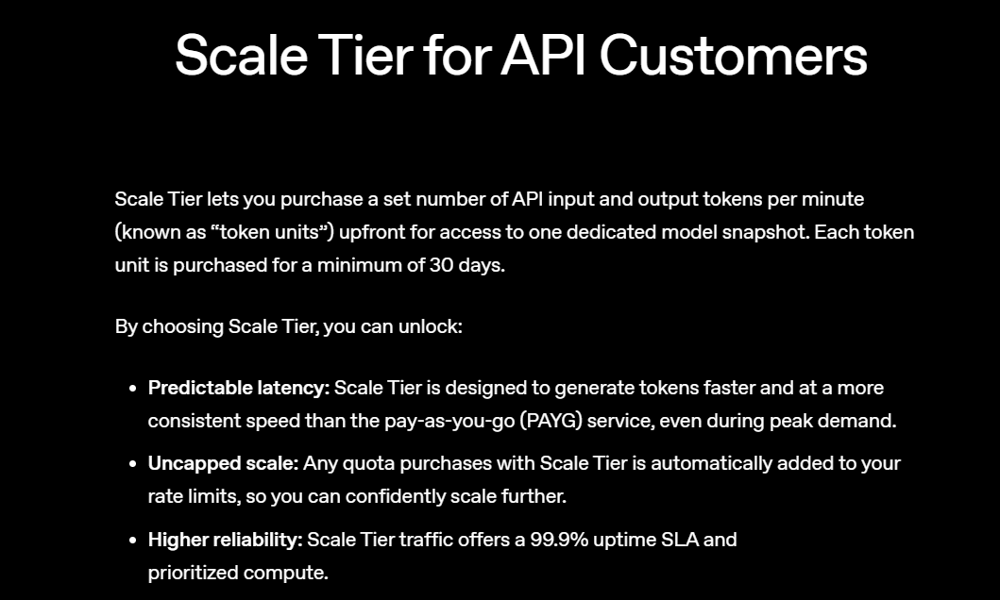 Scale Tier for API Customers
Scale Tier lets you purchase a set number of API input and output tokens per minute
(known as “token units”) upfront for access to one dedicated model snapshot. Each token
unit is purchased for a minimum of 30 days.
By choosing Scale Tier, you can unlock:
• Predictable latency: Scale Tier is designed to generate tokens faster and at a more
consistent speed than the pay-as-you-go (PAYG) service, even during peak demand.
• Uncapped scale: Any quota purchases with Scale Tier is automatically added to your
rate limits, so you can confidently scale further.
• Higher reliability: Scale Tier traffic offers a 99.9% uptime SLA and
prioritized compute.